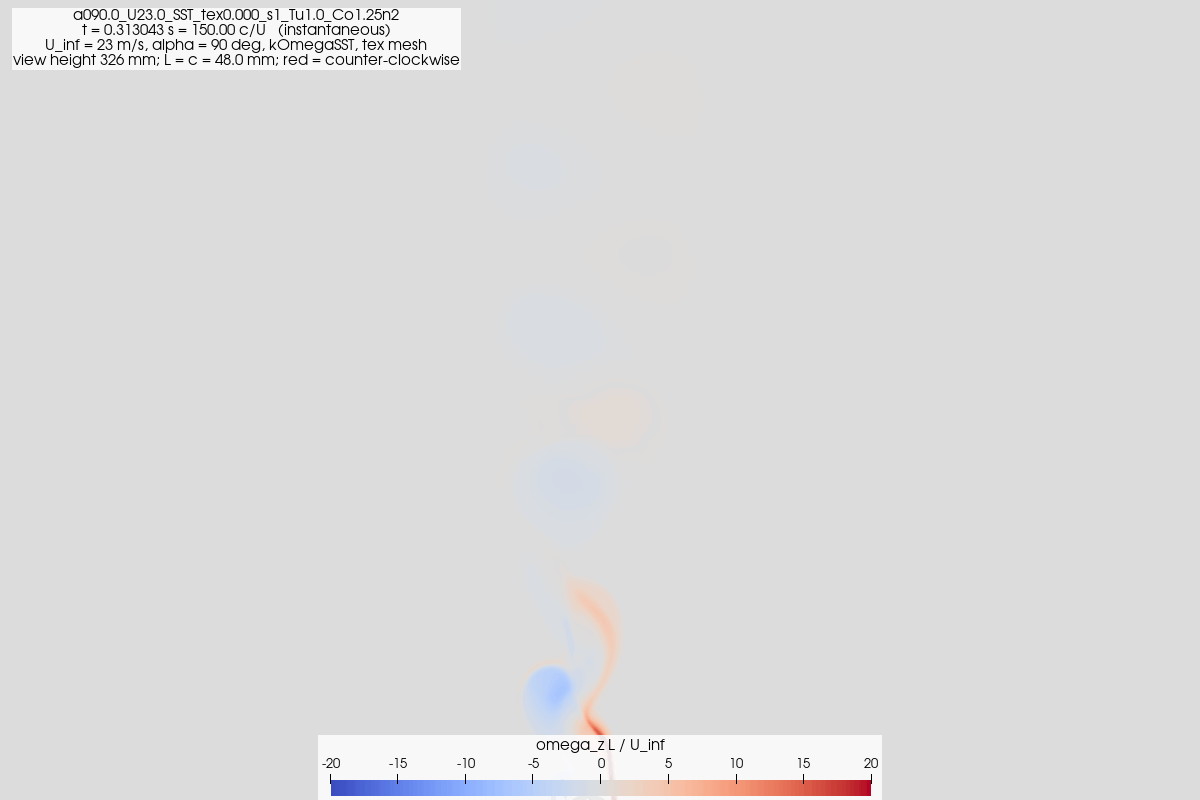 a090.0_U23.0_SST_tex0.000_s1_Tu1.0_Co1.25n2
t = 0.313043 s = 150.00 c/U (instantaneous)
U_inf = 23 m/s, alpha = 90 deg, kOmegaSST, tex mesh
view height 326 mm; L = c = 48.0 mm; red = counter-clockwise
omega_z L / U_inf
-20 -15 -10 -5 0 5 10 15 20